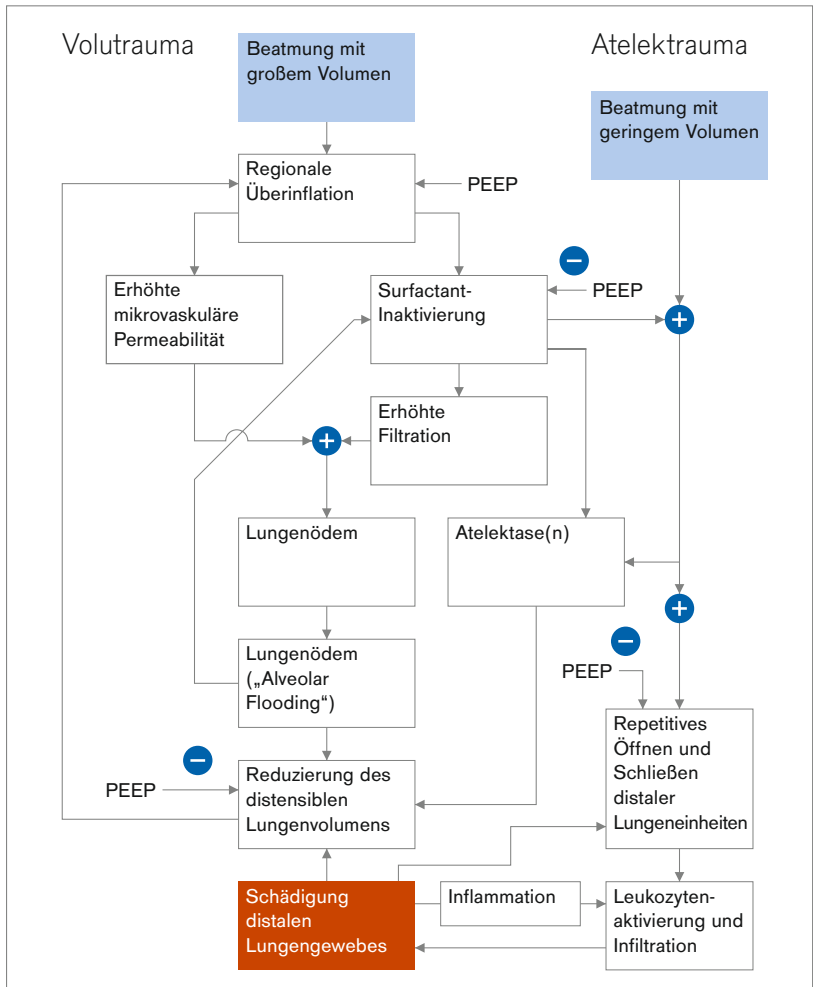 Volutrauma
Atelektrauma
Beatmung mit
großem Volumen
Beatmung mit
geringem Volumen
Regionale
Überinflation
PEEP
Erhöhte
mikrovaskuläre
Permeabilität
Surfactant-
Inaktivierung
–
PEEP
+
Erhöhte
Filtration
+
Lungenödem
Atelektase(n)
+
Lungenödem
(„Alveolar
Flooding“)
–
PEEP
Repetitives
Öffnen und
Schließen
distaler
Lungeneinheiten
–
PEEP
Reduzierung des
distensiblen
Lungenvolumens
Schädigung
distalen
Lungengewebes
Inflammation
Leukozyten-
aktivierung und
Infiltration